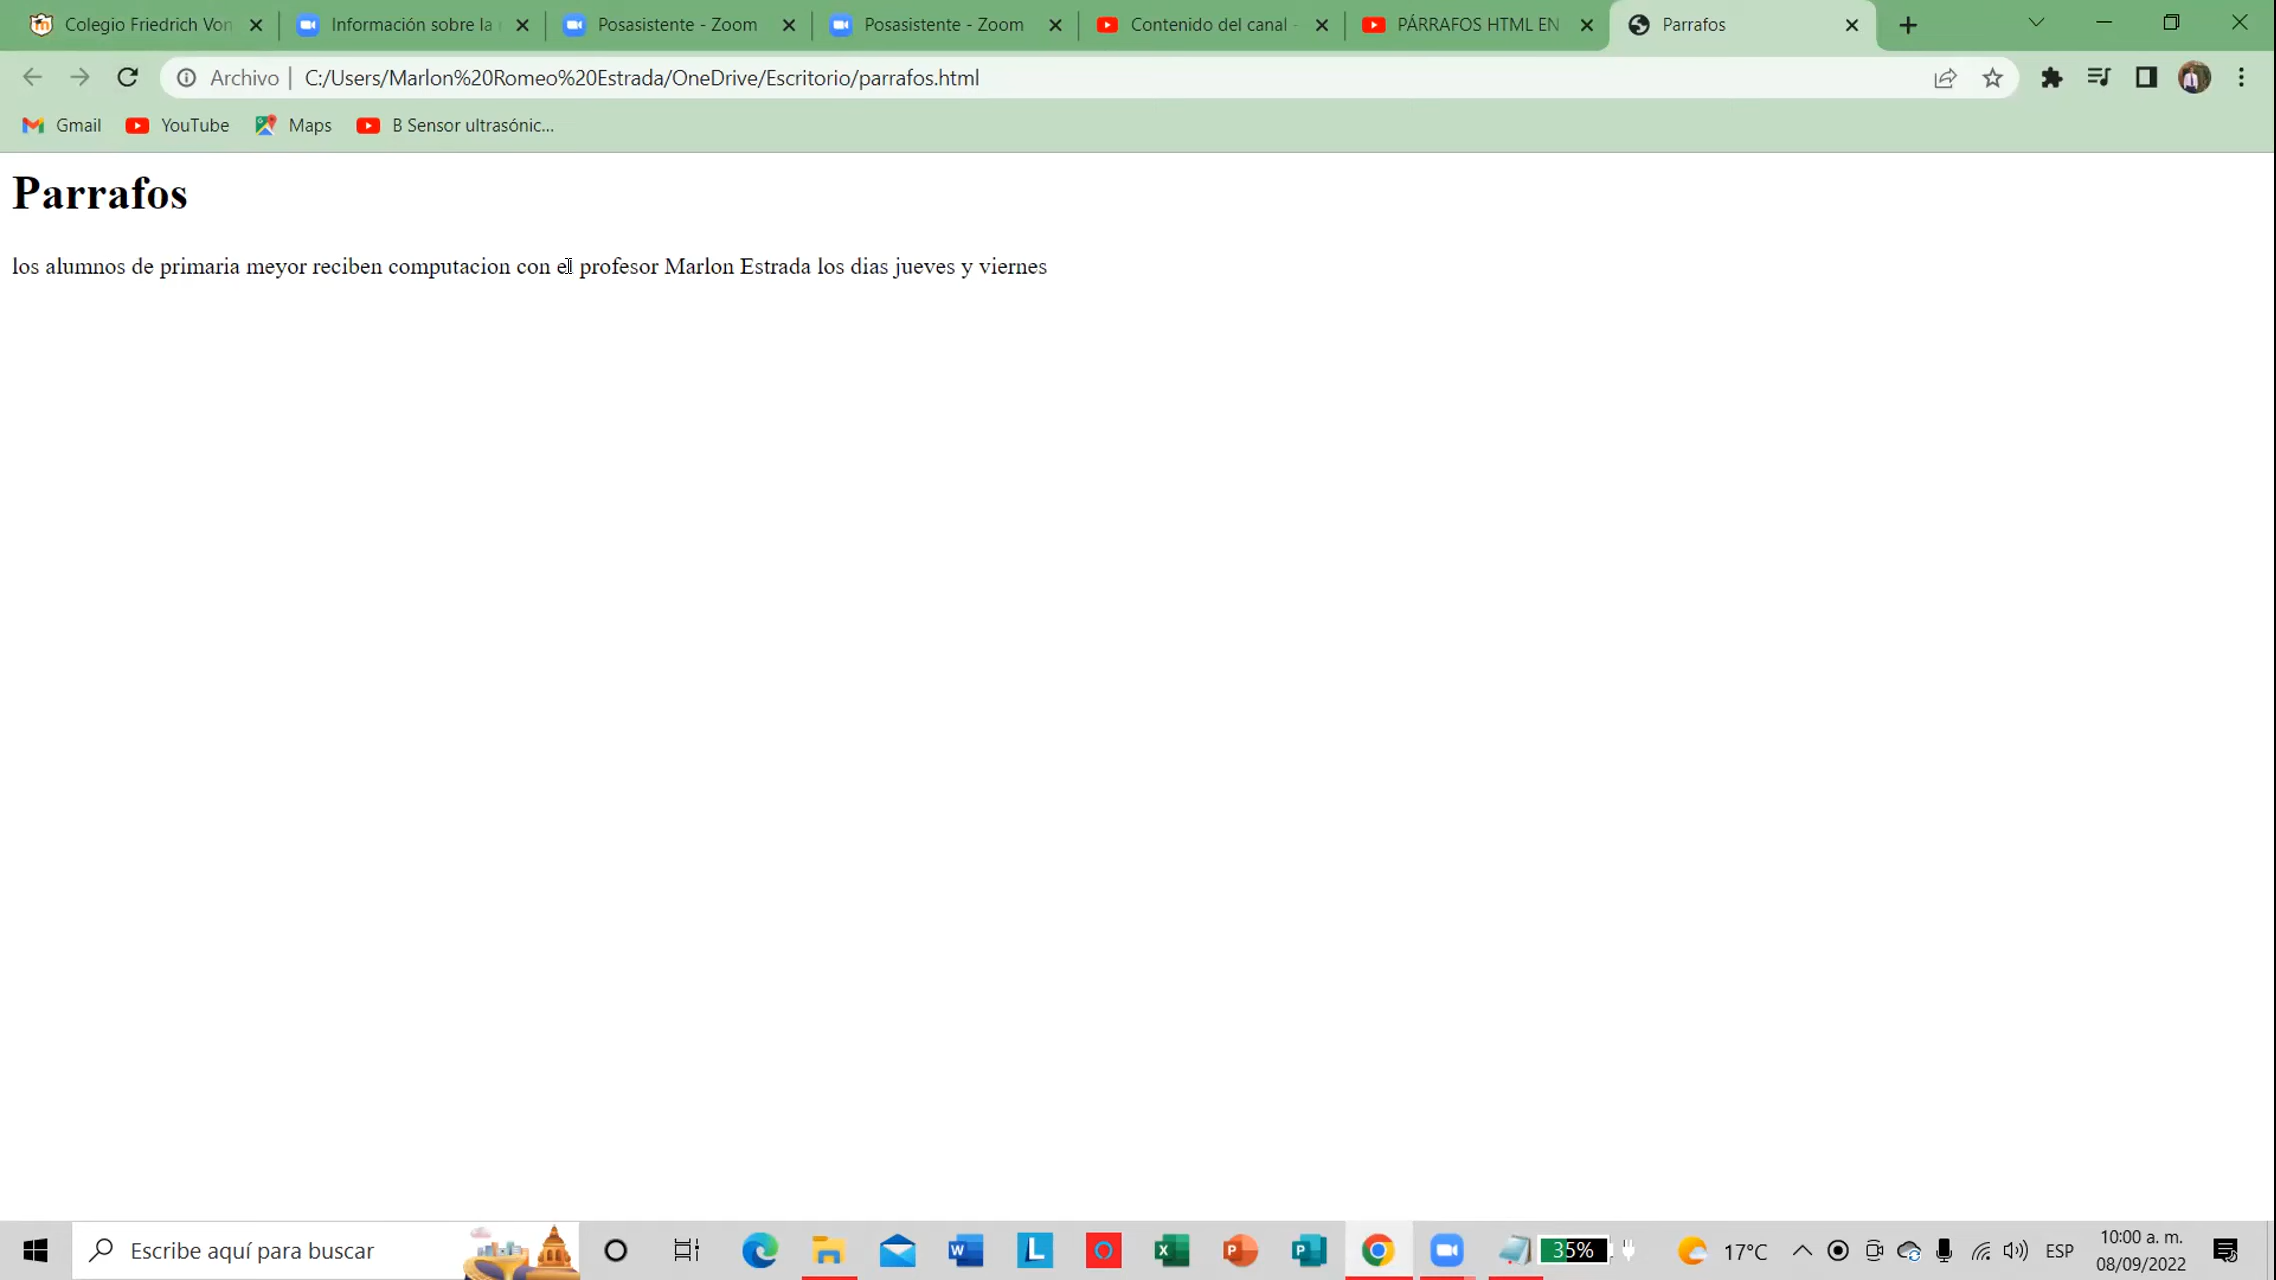 Colegio Friedrich Von
Información sobre la
Posasistente - Zoom
Posasistente - Zoom
Contenido del canal -
PÁRRAFOS HTML EN
Parrafos
Archivo | C:/Users/Marlon%20Romeo%20Estrada/OneDrive/Escritorio/parrafos.html
Gmail YouTube Maps B Sensor ultrasónic...
Parrafos
los alumnos de primaria meyor reciben computacion con el profesor Marlon Estrada los dias jueves y viernes
Escribe aquí para buscar
35%
17°C
ESP
10:00 a. m.
08/09/2022